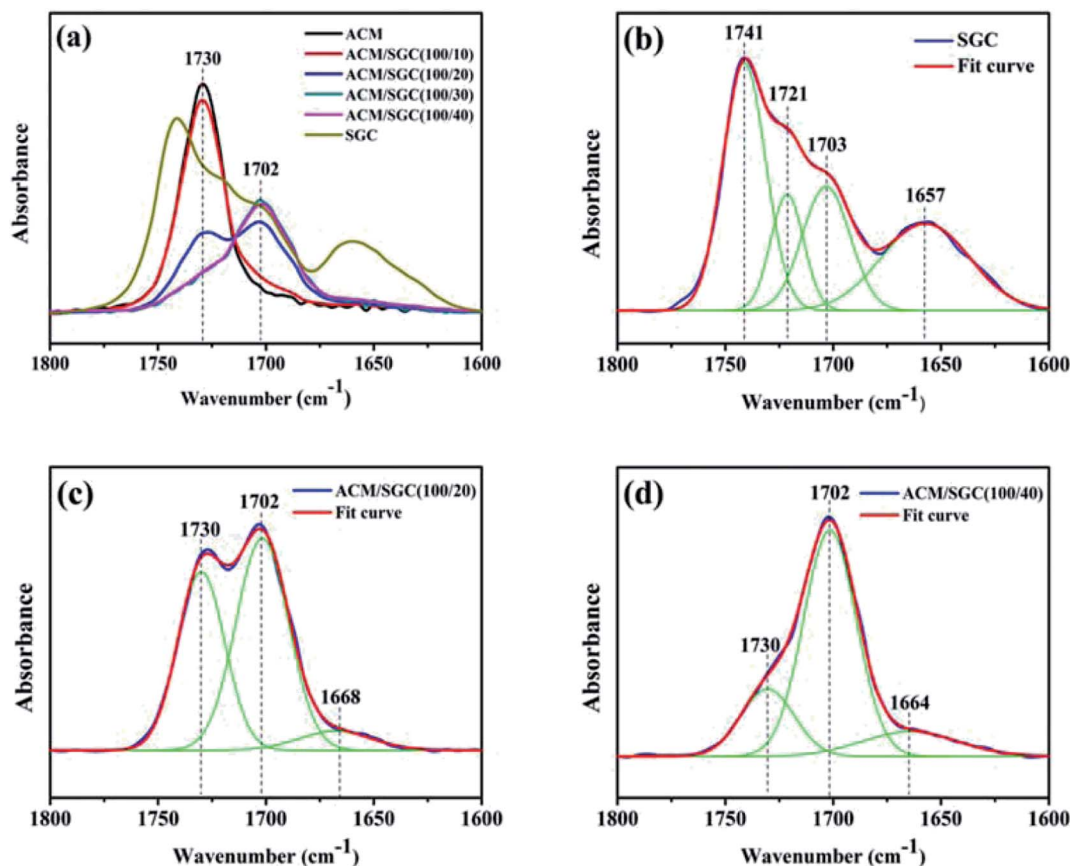 (a)
1730
1702
ACM
ACM/SGC(100/10)
ACM/SGC(100/20)
ACM/SGC(100/30)
ACM/SGC(100/40)
SGC
Absorbance
1800 1750 1700 1650 1600
Wavenumber (cm-1)
(b)
1741
1721
1703
1657
SGC
Fit curve
Absorbance
1800 1750 1700 1650 1600
Wavenumber (cm-1)
(c)
1730
1702
1668
ACM/SGC(100/20)
Fit curve
Absorbance
1800 1750 1700 1650 1600
Wavenumber (cm-1)
(d)
1702
1730
1664
ACM/SGC(100/40)
Fit curve
Absorbance
1800 1750 1700 1650 1600
Wavenumber (cm-1)